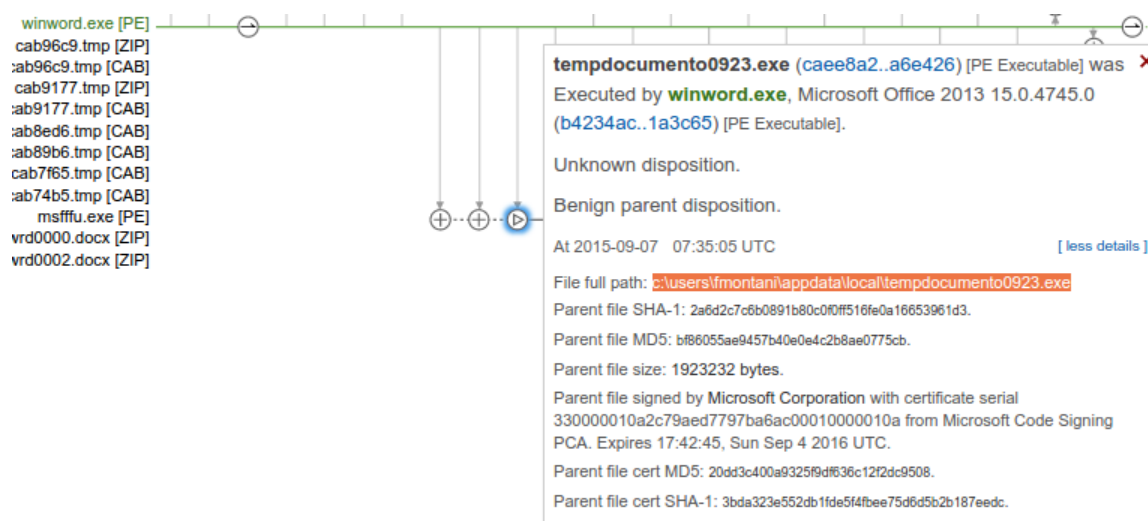 winword.exe [PE]
cab96c9.tmp [ZIP]
cab96c9.tmp [CAB]
cab9177.tmp [ZIP]
cab9177.tmp [CAB]
cab8ed6.tmp [CAB]
cab89b6.tmp [CAB]
cab7f65.tmp [CAB]
cab74b5.tmp [CAB]
msfffu.exe [PE]
wrd0000.docx [ZIP]
wrd0002.docx [ZIP]
tempdocumento0923.exe (caee8a2..a6e426) [PE Executable] was
Executed by winword.exe, Microsoft Office 2013 15.0.4745.0
(b4234ac..1a3c65) [PE Executable].
Unknown disposition.
Benign parent disposition.
At 2015-09-07 07:35:05 UTC
[ less details ]
File full path: c:\users\fmontani\appdata\local\tempdocumento0923.exe
Parent file SHA-1: 2a6d2c7c6b0891b80c0f0ff516fe0a16653961d3.
Parent file MD5: bf86055ae9457b40e0e4c2b8ae0775cb.
Parent file size: 1923232 bytes.
Parent file signed by Microsoft Corporation with certificate serial
330000010a2c79aed7797ba6ac00010000010a from Microsoft Code Signing
PCA. Expires 17:42:45, Sun Sep 4 2016 UTC.
Parent file cert MD5: 20dd3c400a9325f9df636c12f2dc9508.
Parent file cert SHA-1: 3bda323e552db1fde5f4fbee75d6d5b2b187eedc.